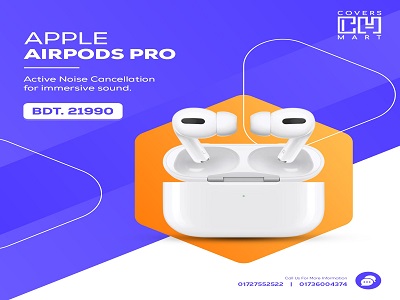 COVERS
CM
MART
APPLE
AIRPODS PRO
Active Noise Cancellation
for immersive sound.
BDT. 21990
Call Us For More Information
01727552522 | 01736004374